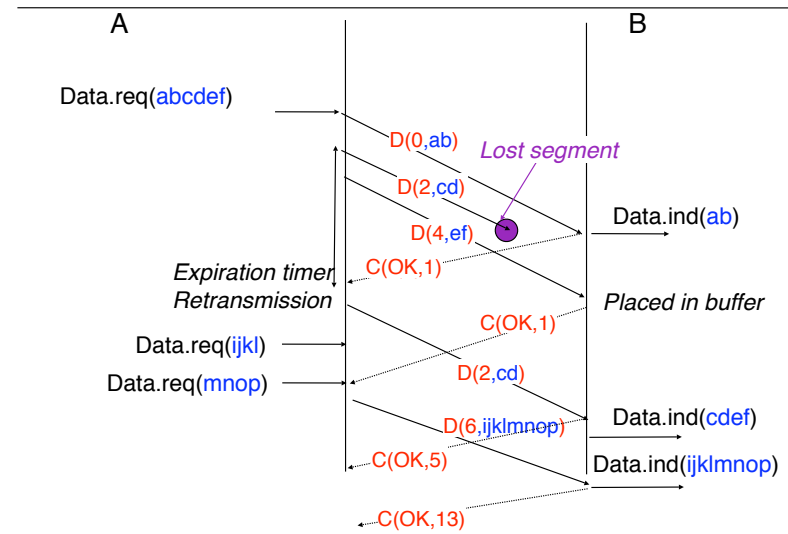 A
B
Data.req(abcdef)
D(0,ab)
Lost segment
D(2,cd)
Data.ind(ab)
D(4,ef)
C(OK,1)
Expiration timer
Retransmission
Placed in buffer
C(OK,1)
Data.req(ijkl)
D(2,cd)
Data.req(mnop)
Data.ind(cdef)
D(6,ijklmnop)
C(OK,5)
Data.ind(ijklmnop)
C(OK,13)